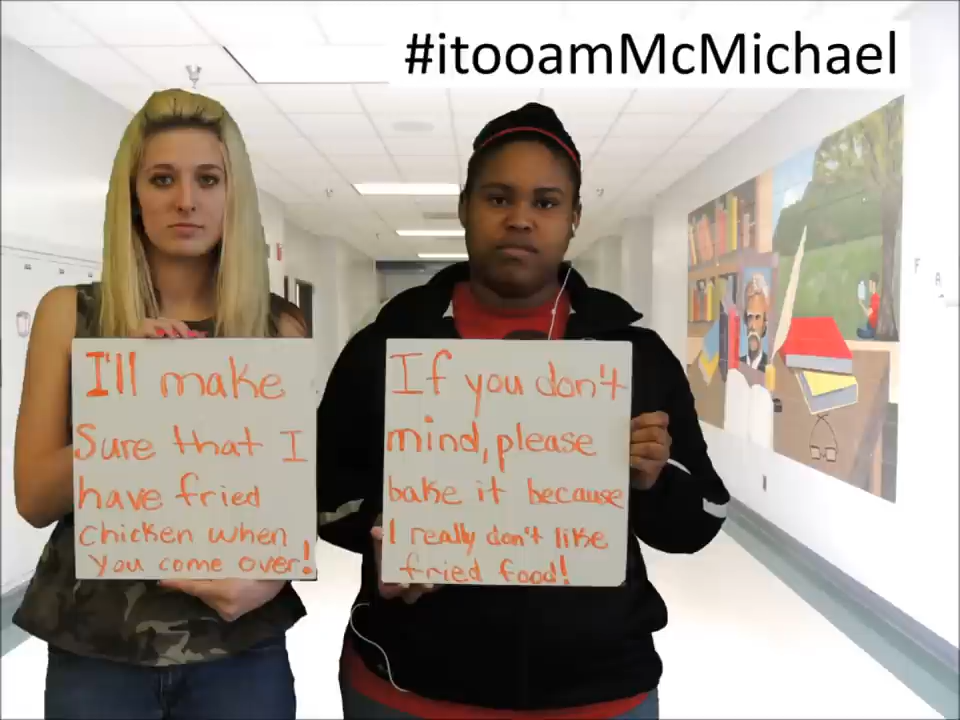 #itooamMcMichael
I'll make
Sure that I
have fried
chicken when
you come over!
If you don't
mind, please
bake it because
I really don't like
fried food!